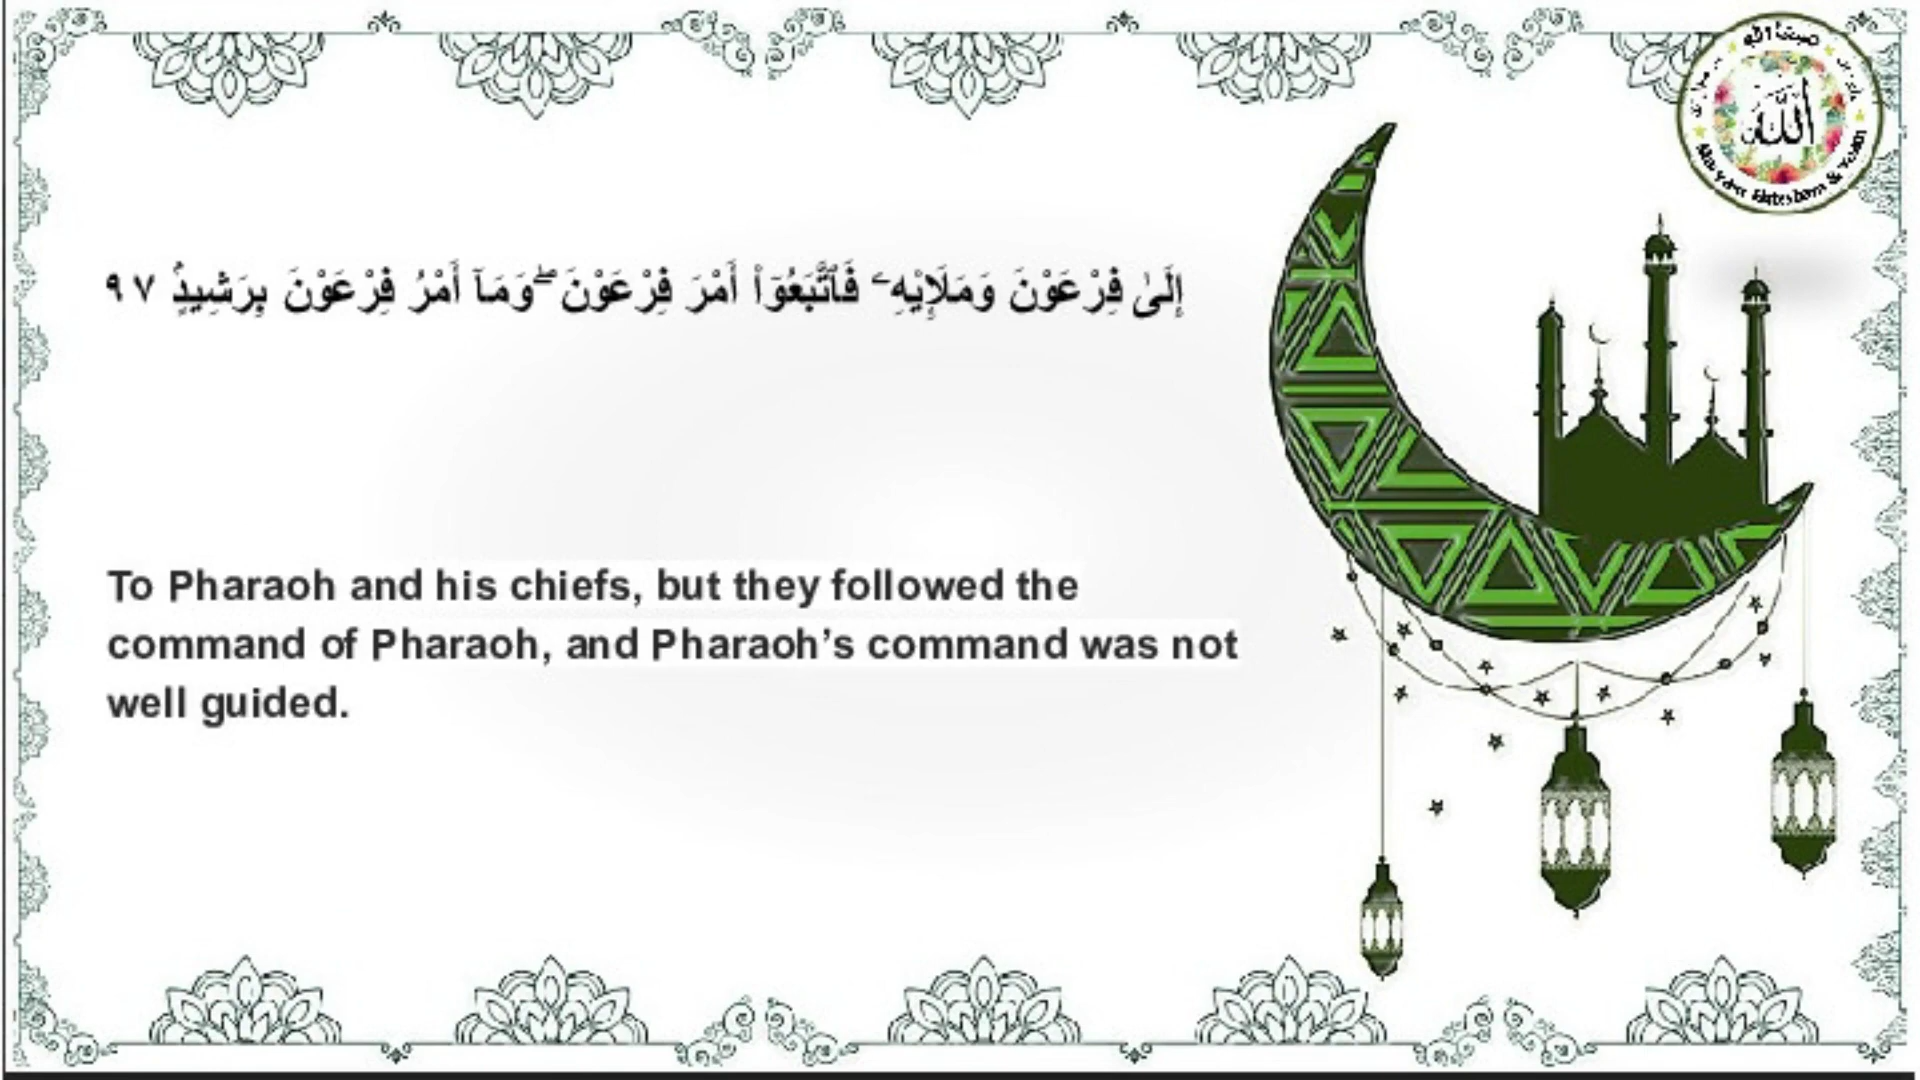 الله
إِلَىٰ فِرْعَوْنَ وَمَلَإِيْهِۦ فَٱتَّبَعُوٓا۟ أَمْرَ فِرْعَوْنَ ۖ وَمَآ أَمْرُ فِرْعَوْنَ بِرَشِيدٍۢ ٩٧
To Pharaoh and his chiefs, but they followed the
command of Pharaoh, and Pharaoh’s command was not
well guided.